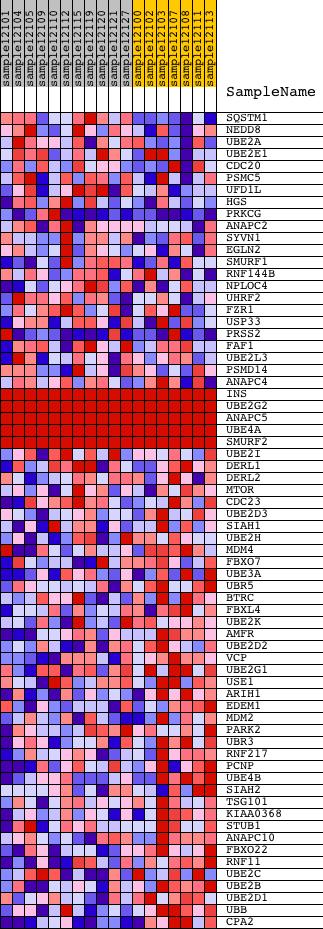 sample12101
sample12104
sample12109
sample12110
sample12112
sample12115
sample12119
sample12120
sample12127
sample12100
sample12102
sample12107
sample12108
sample12111
SampleName
SQSTM1
NEDD8
UBE2A
UBE2E1
CDC20
PSMC5
UFD1L
HGS
PRKCG
ANAPC2
SYVN1
EGLN2
SMURF1
RNF144B
NPLOC4
UHRF2
FZR1
USP33
PRSS2
FAF1
UBE2L3
PSMD14
ANAPC4
INS
UBE2G2
ANAPC5
UBE4A
SMURF2
UBE2I
DERL1
DERL2
MTOR
CDC23
UBE2D3
SIAH1
UBE2H
MDM4
FBXO7
UBE3A
UBR5
BTRC
FBXL4
UBE2K
AMFR
UBE2D2
VCP
UBE2G1
USE1
ARIH1
EDEM1
MDM2
PARK2
UBR3
RNF217
PCNP
UBE4B
SIAH2
TSG101
KIAA0368
STUB1
ANAPC10
FBXO22
RNF11
UBE2C
UBE2B
UBE2D1
UBB
CPA2